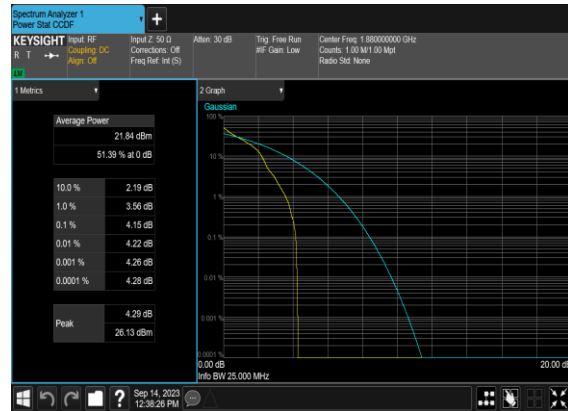 Spectrum Analyzer 1
Power Stat CCDF
KEYSIGHT
R T
LW
Input: RF
Coupling: DC
Align: Off
Input Z: 50 Ω
Corrections: Off
Freq Ref: Int (S)
Atten: 30 dB
Trig: Free Run
#IF Gain: Low
Center Freq: 1.880000000 GHz
Counts: 1.00 M/1.00 Mpt
Radio Std: None
1 Metrics
Average Power
21.84 dBm
51.39 % at 0 dB
10.0 % 2.19 dB
1.0 % 3.56 dB
0.1 % 4.15 dB
0.01 % 4.22 dB
0.001 % 4.26 dB
0.0001 % 4.28 dB
Peak
4.29 dB
26.13 dBm
2 Graph
Gaussian
100 %
10 %
1 %
0.1 %
0.01 %
0.001 %
0.0001 %
0.00 dB
20.00 dB
Info BW 25.000 MHz
?
Sep 14, 2023
12:38:26 PM